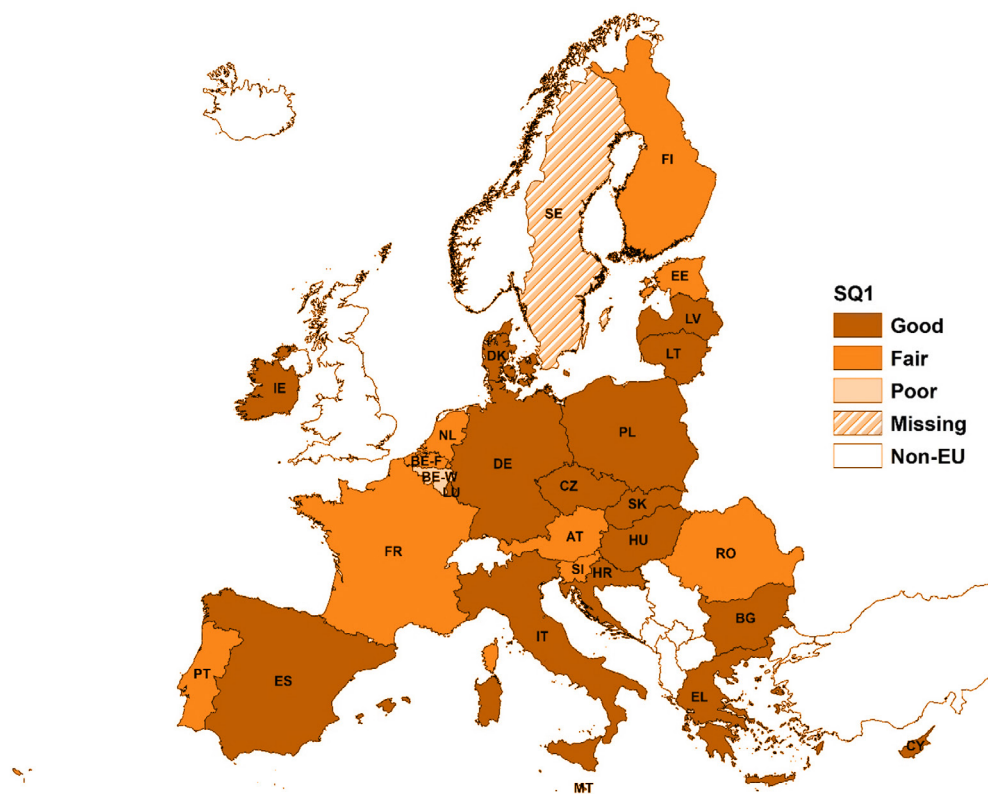 FI
SE
EE
LV
LT
DK
IE
NL
BE-F
BE-W
LU
DE
PL
CZ
SK
AT
HU
FR
SI
HR
RO
BG
IT
PT
ES
EL
CY
MT
SQ1
Good
Fair
Poor
Missing
Non-EU